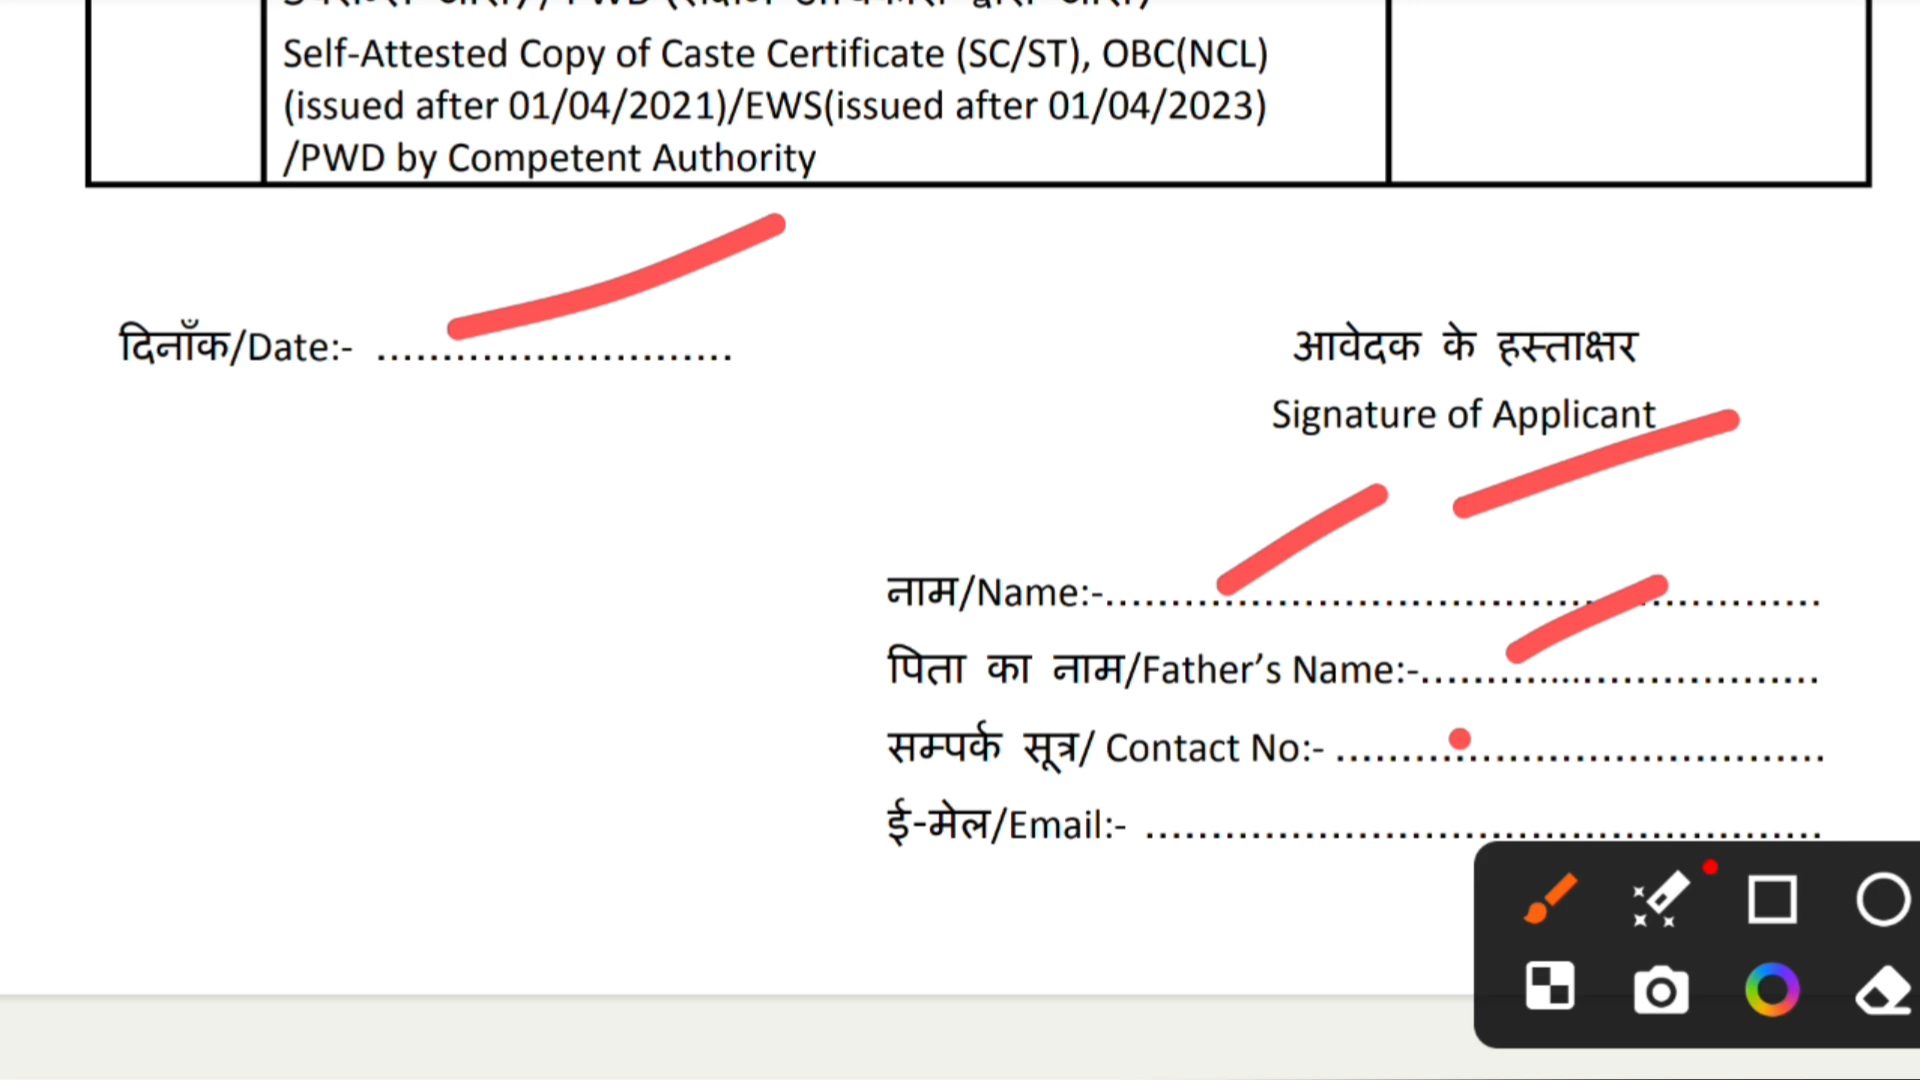 Self-Attested Copy of Caste Certificate (SC/ST), OBC(NCL)
(issued after 01/04/2021)/EWS(issued after 01/04/2023)
/PWD by Competent Authority
दिनाँक/Date:- ...........................
आवेदक के हस्ताक्षर
Signature of Applicant
नाम/Name:-......................................................
पिता का नाम/Father’s Name:-...............................
सम्पर्क सूत्र/ Contact No:- ......................................
ई-मेल/Email:- ....................................................